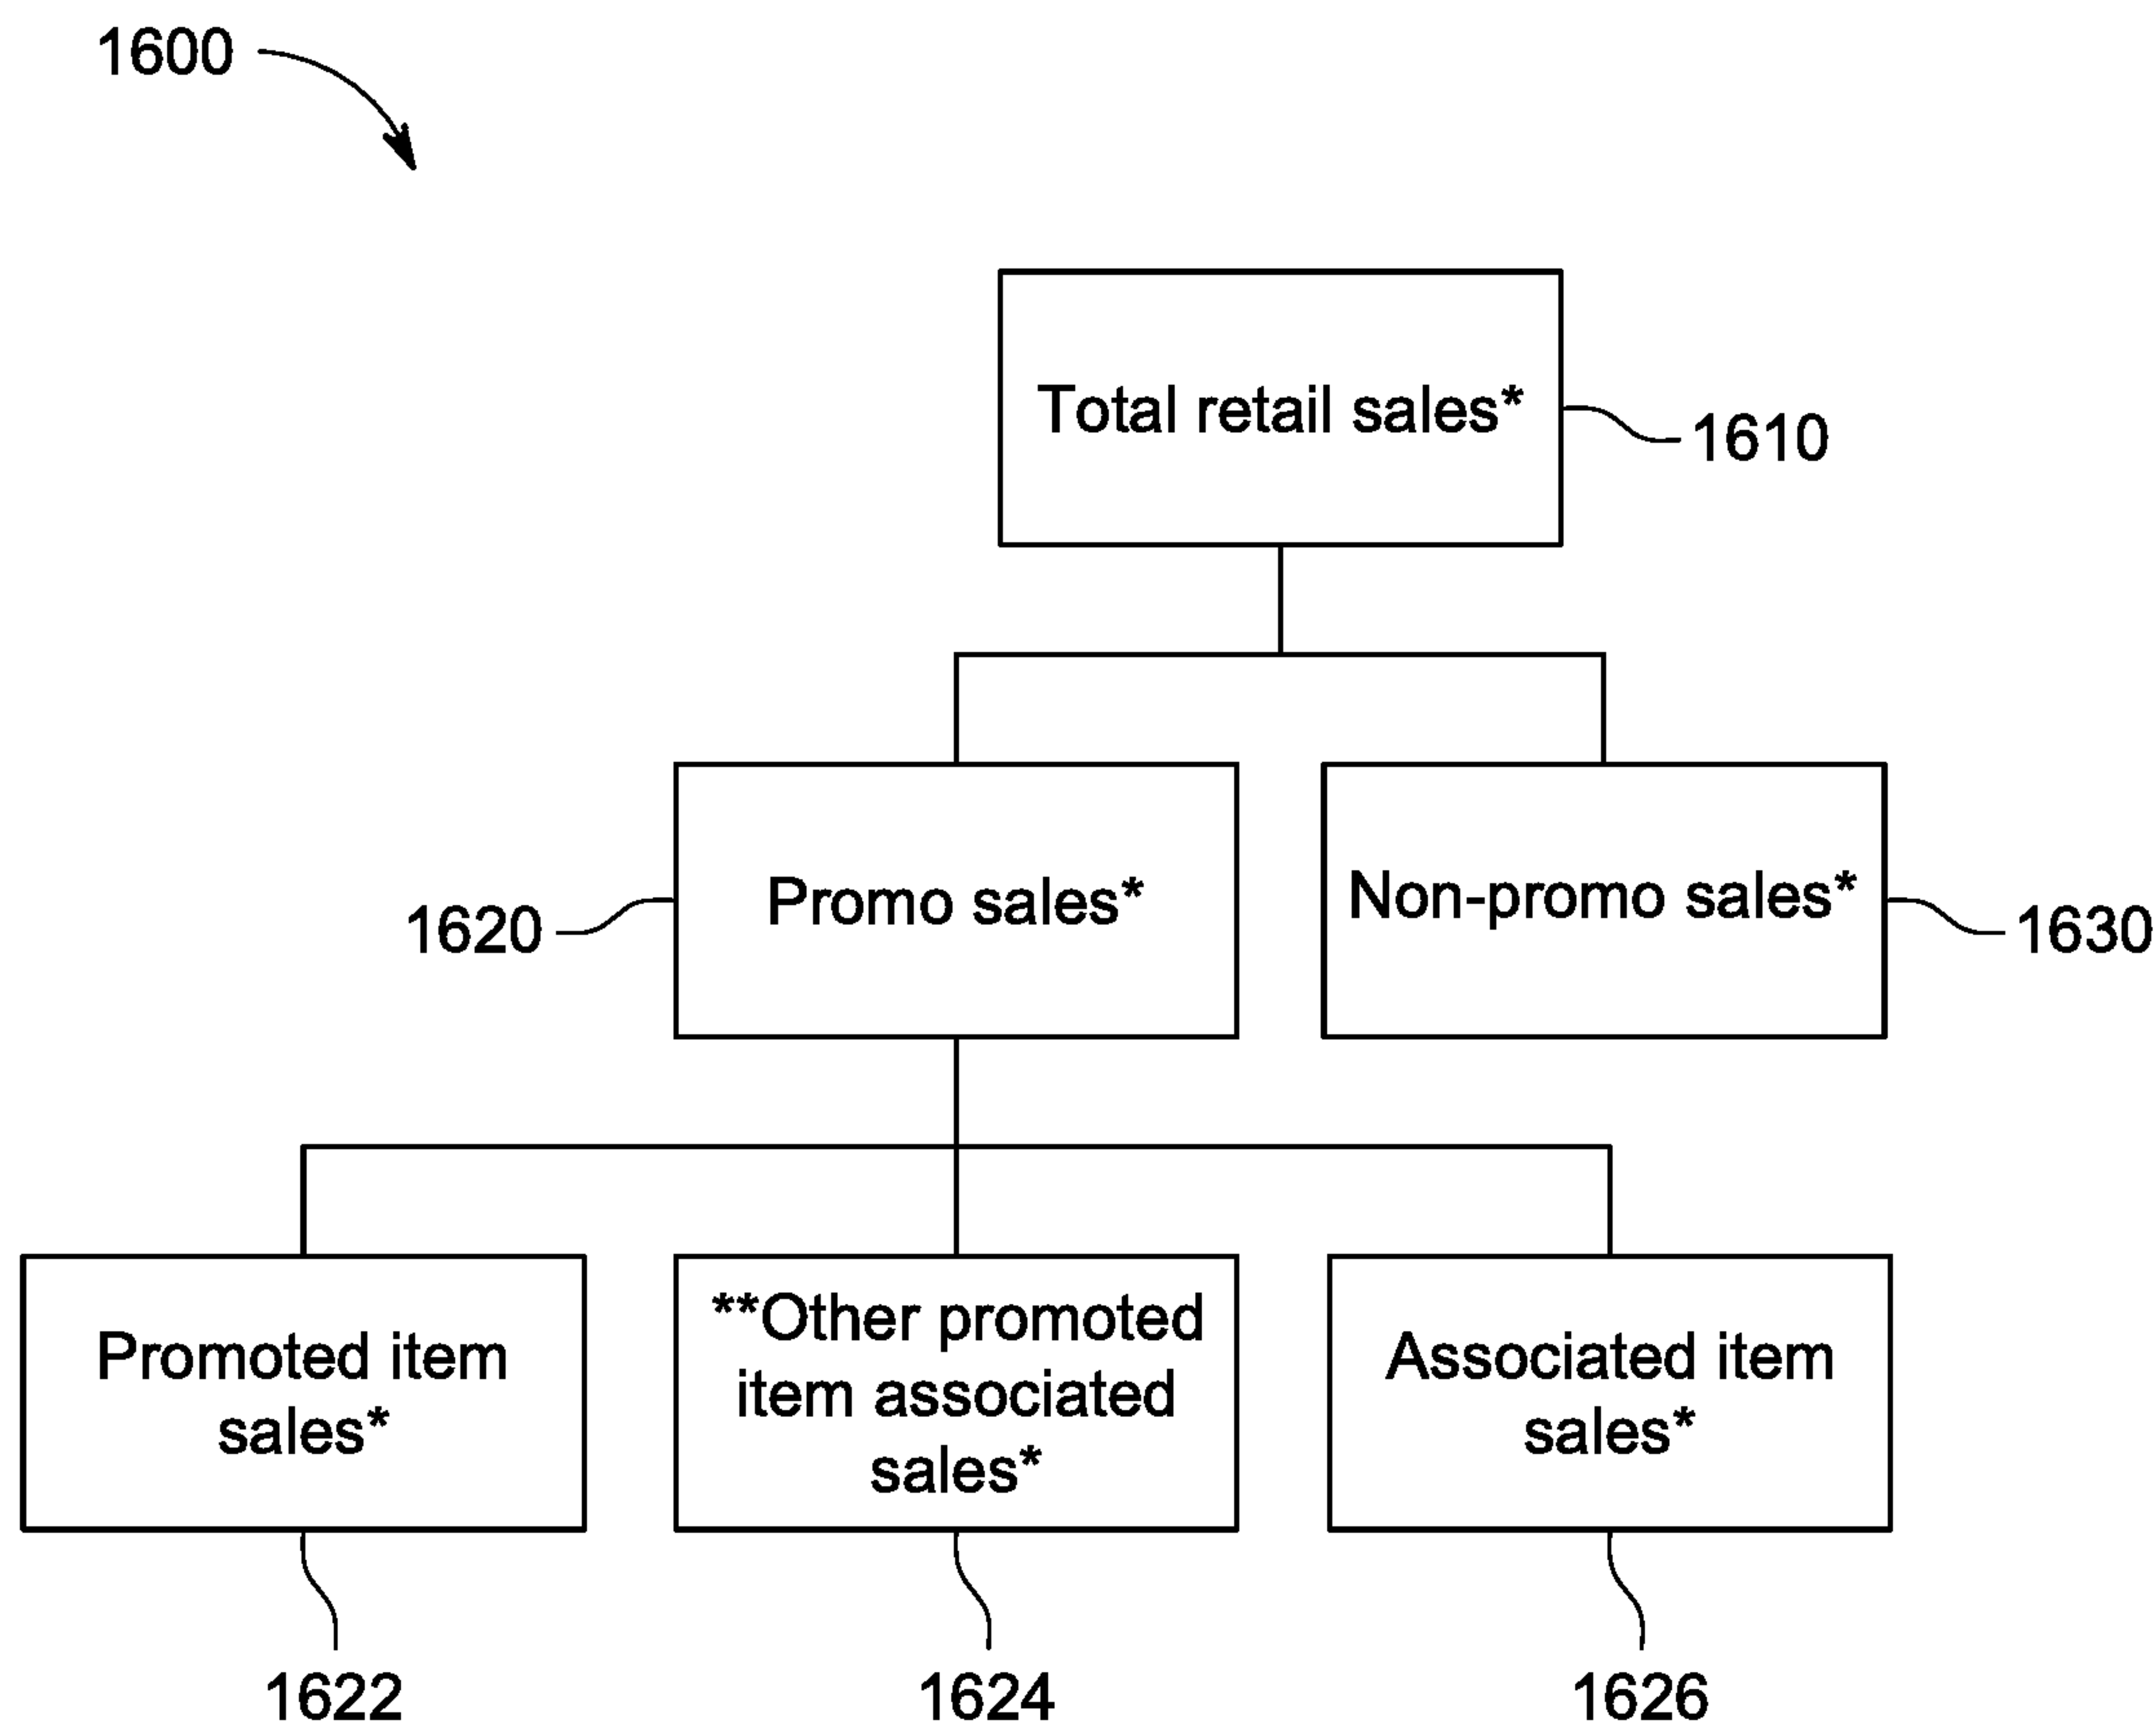 1600
Total retail sales*
1610
Promo sales*
Non-promo sales*
1620
1630
Promoted item
sales*
**Other promoted
item associated
sales*
Associated item
sales*
1622
1624
1626